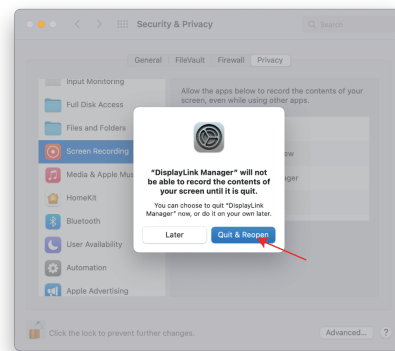 Security & Privacy
Search
General
FileVault
Firewall
Privacy
Input Monitoring
Full Disk Access
Files and Folders
Screen Recording
Media & Apple Mus
HomeKit
Bluetooth
User Availability
Automation
Apple Advertising
Allow the apps below to record the contents of your
screen, even while using other apps.
"DisplayLink Manager" will not
be able to record the contents of
your screen until it is quit.
You can choose to quit "DisplayLink
Manager" now, or do it on your own later.
Later
Quit & Reopen
Click the lock to prevent further changes.
Advanced...
?